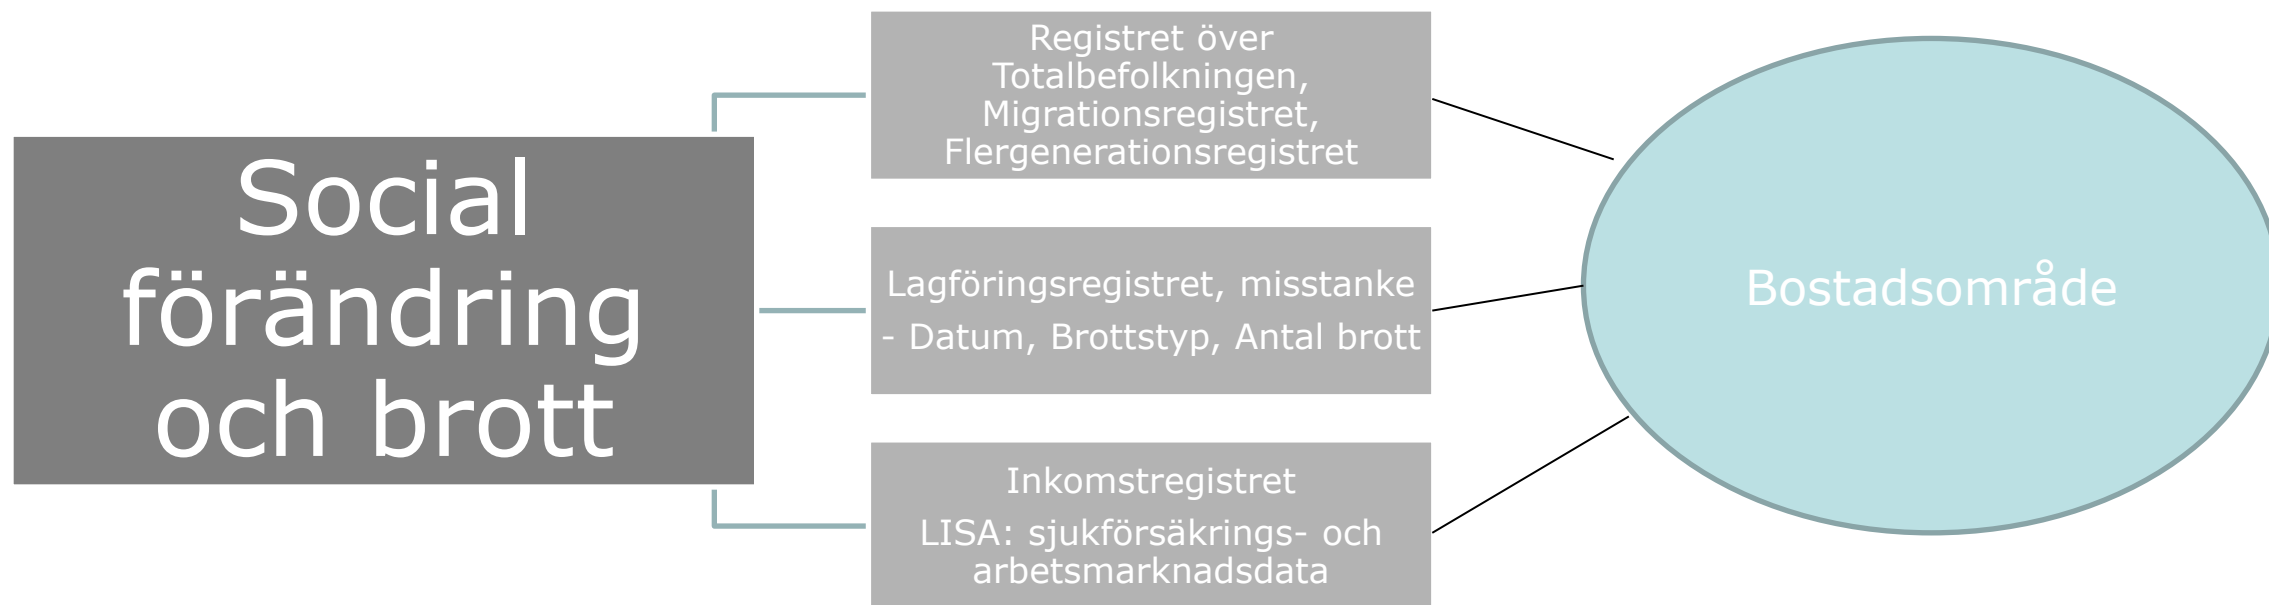 Social
förändring
och brott
Registret över
Totalbefolkningen,
Migrationsregistret,
Flergenerationsregistret
Lagföringsregistret, misstanke
- Datum, Brottstyp, Antal brott
Inkomstregistret
LISA: sjukförsäkrings- och
arbetsmarknadsdata
Bostadsområde